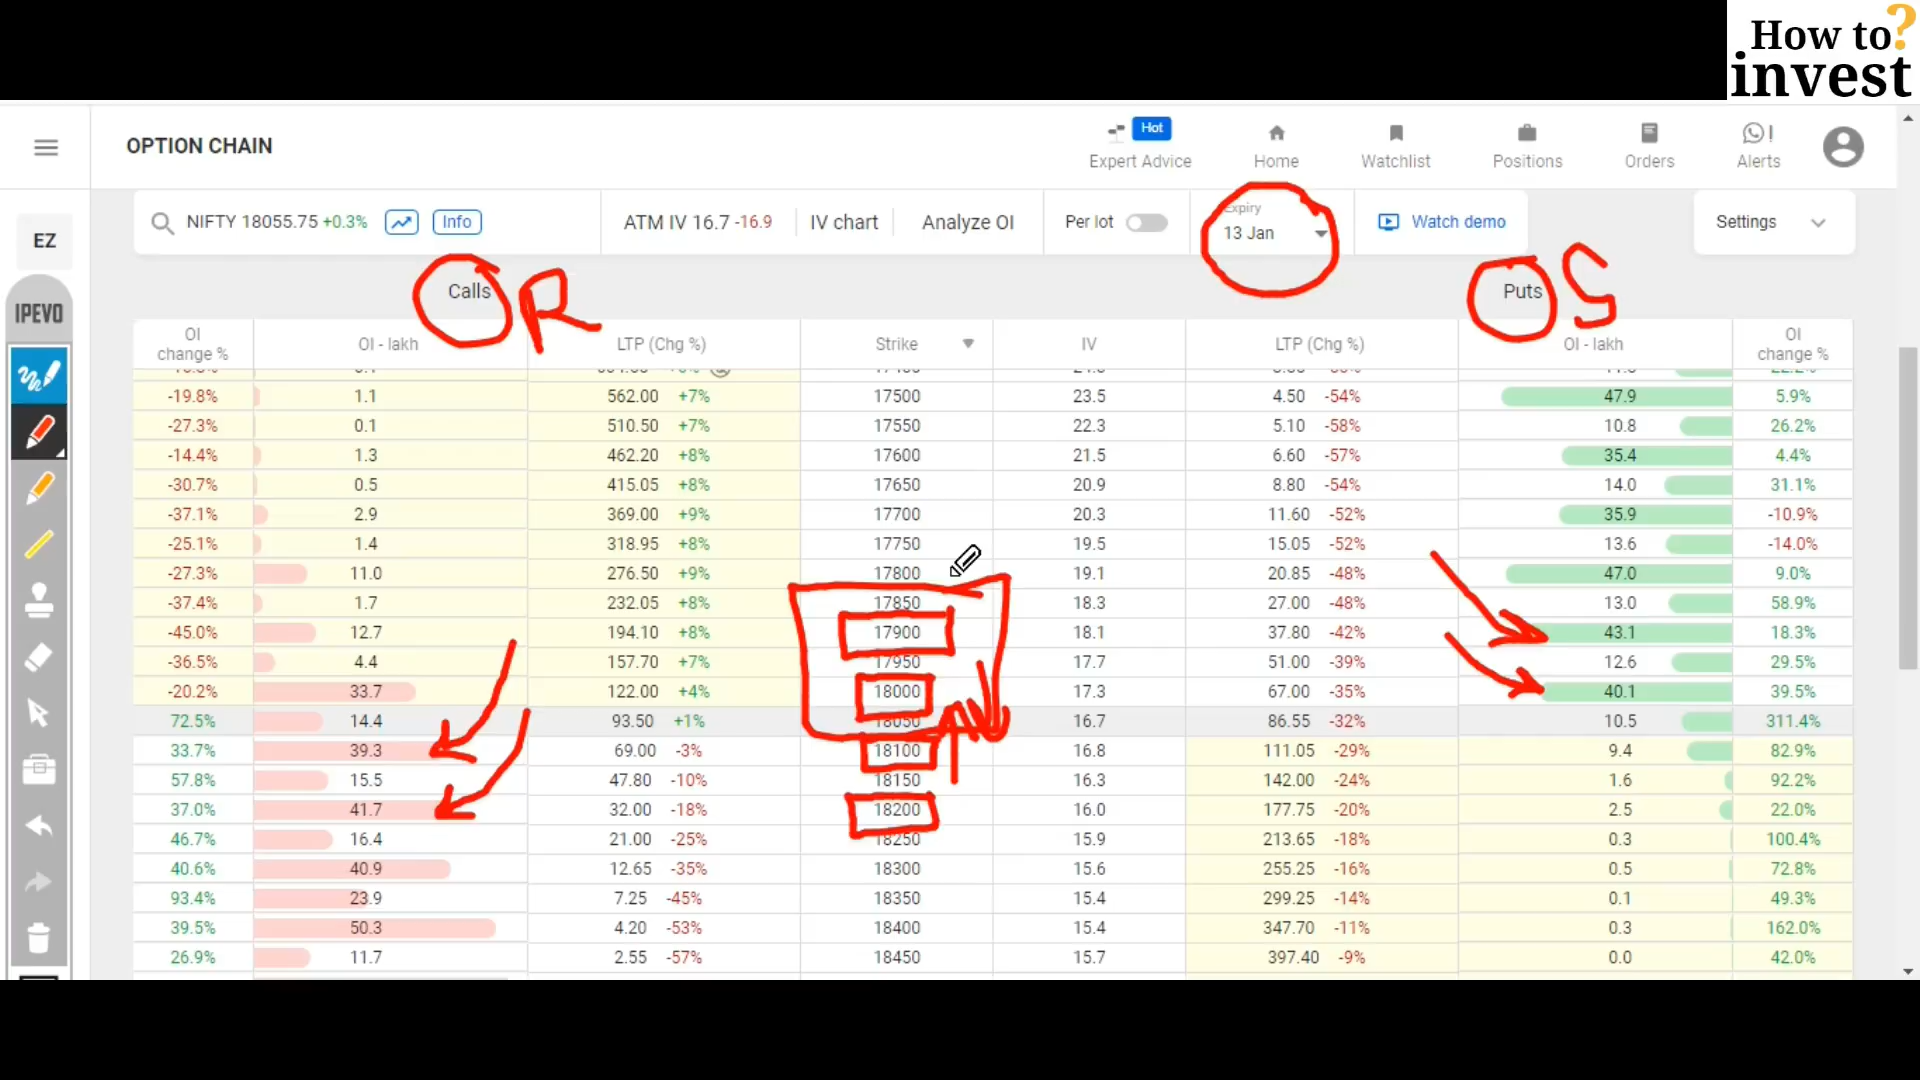 How to?
invest
OPTION CHAIN
Hot
Expert Advice Home Watchlist Positions Orders Alerts
EZ
NIFTY 18055.75 +0.3% Info ATM IV 16.7 -16.9 IV chart Analyze OI Per lot Expiry 13 Jan Watch demo Settings
IPEVO
Calls R Puts S
OI change % OI - lakh LTP (Chg %) Strike IV LTP (Chg %) OI - lakh OI change %
-19.8% 1.1 562.00 +7% 17500 23.5 4.50 -54% 47.9 5.9%
-27.3% 0.1 510.50 +7% 17550 22.3 5.10 -58% 10.8 26.2%
-14.4% 1.3 462.20 +8% 17600 21.5 6.60 -57% 35.4 4.4%
-30.7% 0.5 415.05 +8% 17650 20.9 8.80 -54% 14.0 31.1%
-37.1% 2.9 369.00 +9% 17700 20.3 11.60 -52% 35.9 -10.9%
-25.1% 1.4 318.95 +8% 17750 19.5 15.05 -52% 13.6 -14.0%
-27.3% 11.0 276.50 +9% 17800 19.1 20.85 -48% 47.0 9.0%
-37.4% 1.7 232.05 +8% 17850 18.3 27.00 -48% 13.0 58.9%
-45.0% 12.7 194.10 +8% 17900 18.1 37.80 -42% 43.1 18.3%
-36.5% 4.4 157.70 +7% 17950 17.7 51.00 -39% 12.6 29.5%
-20.2% 33.7 122.00 +4% 18000 17.3 67.00 -35% 40.1 39.5%
72.5% 14.4 93.50 +1% 18050 16.7 86.55 -32% 10.5 311.4%
33.7% 39.3 69.00 -3% 18100 16.8 111.05 -29% 9.4 82.9%
57.8% 15.5 47.80 -10% 18150 16.3 142.00 -24% 1.6 92.2%
37.0% 41.7 32.00 -18% 18200 16.0 177.75 -20% 2.5 22.0%
46.7% 16.4 21.00 -25% 18250 15.9 213.65 -18% 0.3 100.4%
40.6% 40.9 12.65 -35% 18300 15.6 255.25 -16% 0.5 72.8%
93.4% 23.9 7.25 -45% 18350 15.4 299.25 -14% 0.1 49.3%
39.5% 50.3 4.20 -53% 18400 15.4 347.70 -11% 0.3 162.0%
26.9% 11.7 2.55 -57% 18450 15.7 397.40 -9% 0.0 42.0%